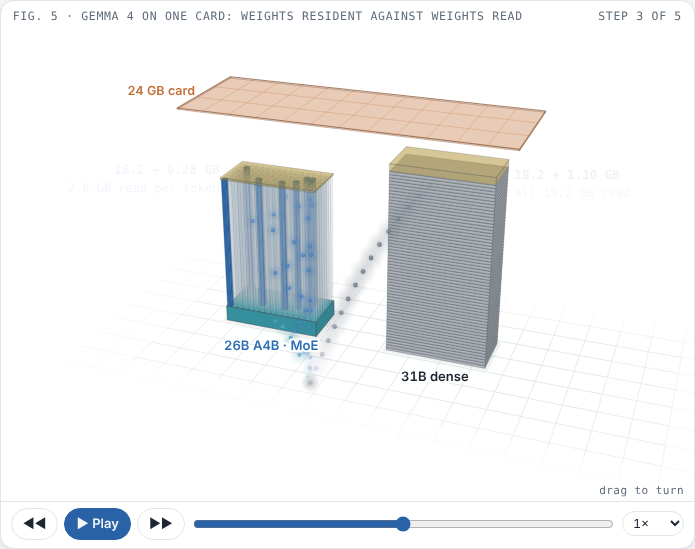 FIG. 5 · GEMMA 4 ON ONE CARD: WEIGHTS RESIDENT AGAINST WEIGHTS READ
STEP 3 OF 5
24 GB card
16.2 + 0.28 GB
2.8 GB read per token
19.2 + 1.10 GB
all 19.2 GB read
26B A4B · MoE
31B dense
drag to turn
Play
1×